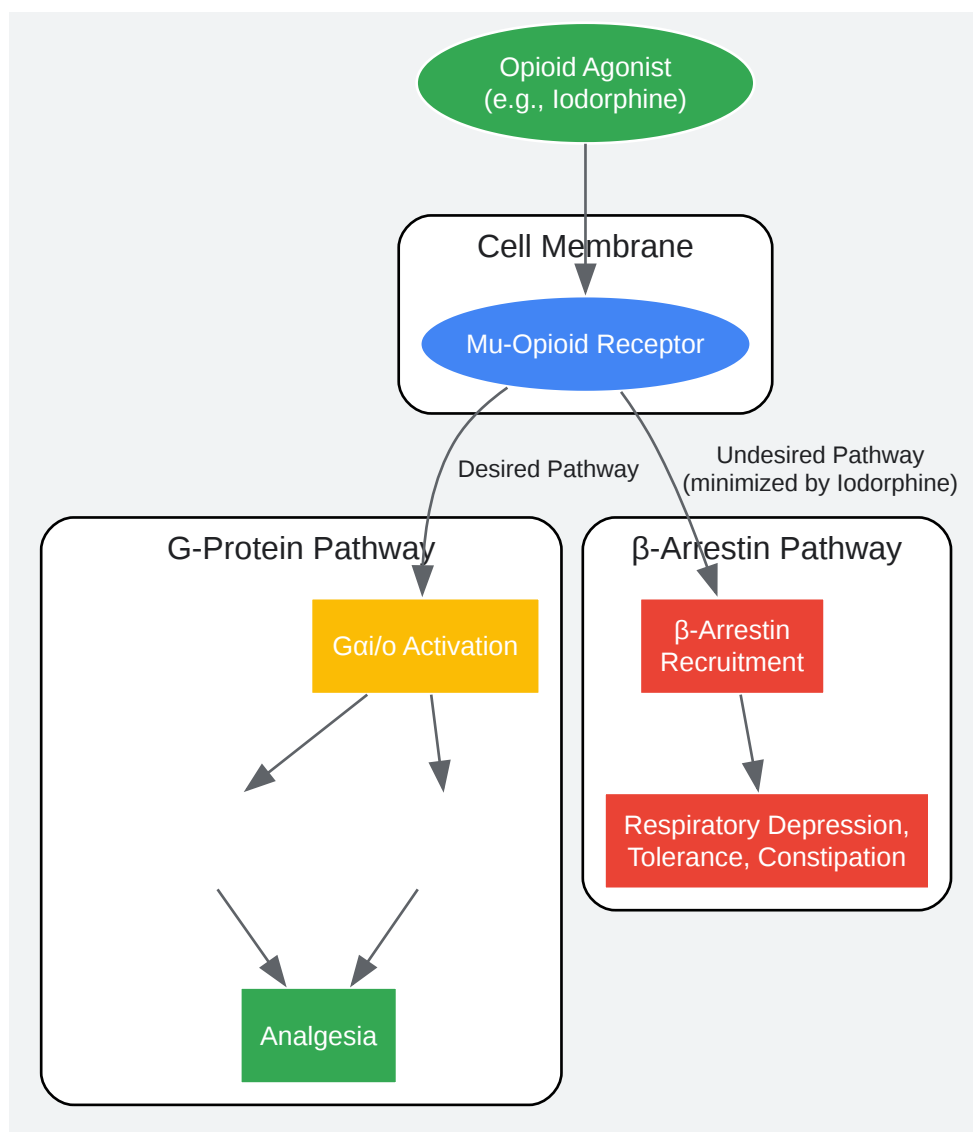 Opioid Agonist
(e.g., Iodorphine)
Cell Membrane
Mu-Opioid Receptor
Desired Pathway
Undesired Pathway
(minimized by Iodorphine)
G-Protein Pathway
β-Arrestin Pathway
Gαi/o Activation
β-Arrestin
Recruitment
Respiratory Depression,
Tolerance, Constipation
Analgesia